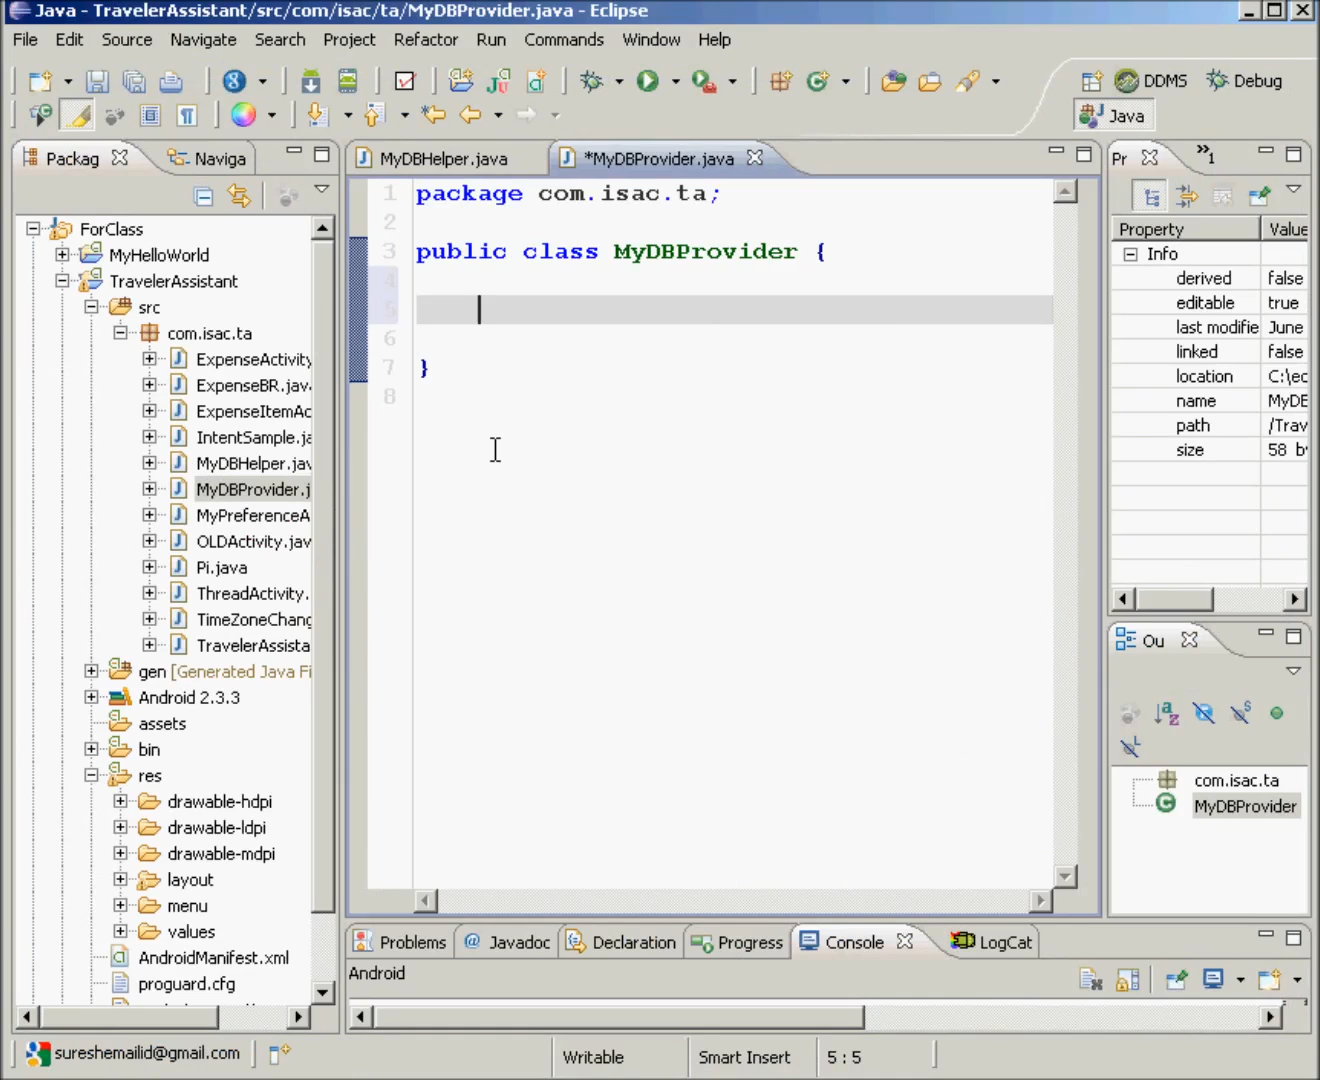 Java - TravelerAssistant/src/com/isac/ta/MyDBProvider.java - Eclipse
File Edit Source Navigate Search Project Refactor Run Commands Window Help
DDMS Debug
Java
Packag Naviga
MyDBHelper.java *MyDBProvider.java
Pr »1
ForClass
MyHelloWorld
TravelerAssistant
src
com.isac.ta
ExpenseActivity
ExpenseBR.jav
ExpenseItemAc
IntentSample.ja
MyDBHelper.jav
MyDBProvider.j
MyPreferenceA
OLDActivity.jav
Pi.java
ThreadActivity.
TimeZoneChang
TravelerAssista
gen [Generated Java Fi
Android 2.3.3
assets
bin
res
drawable-hdpi
drawable-ldpi
drawable-mdpi
layout
menu
values
AndroidManifest.xml
proguard.cfg
1 package com.isac.ta;
2
3 public class MyDBProvider {
4
5
6
7 }
8
Property Value
Info
derived false
editable true
last modifie June
linked false
location C:\ec
name MyDB
path /Trav
size 58 by
Ou
com.isac.ta
MyDBProvider
Problems @ Javadoc Declaration Progress Console LogCat
Android
sureshemailid@gmail.com Writable Smart Insert 5 : 5